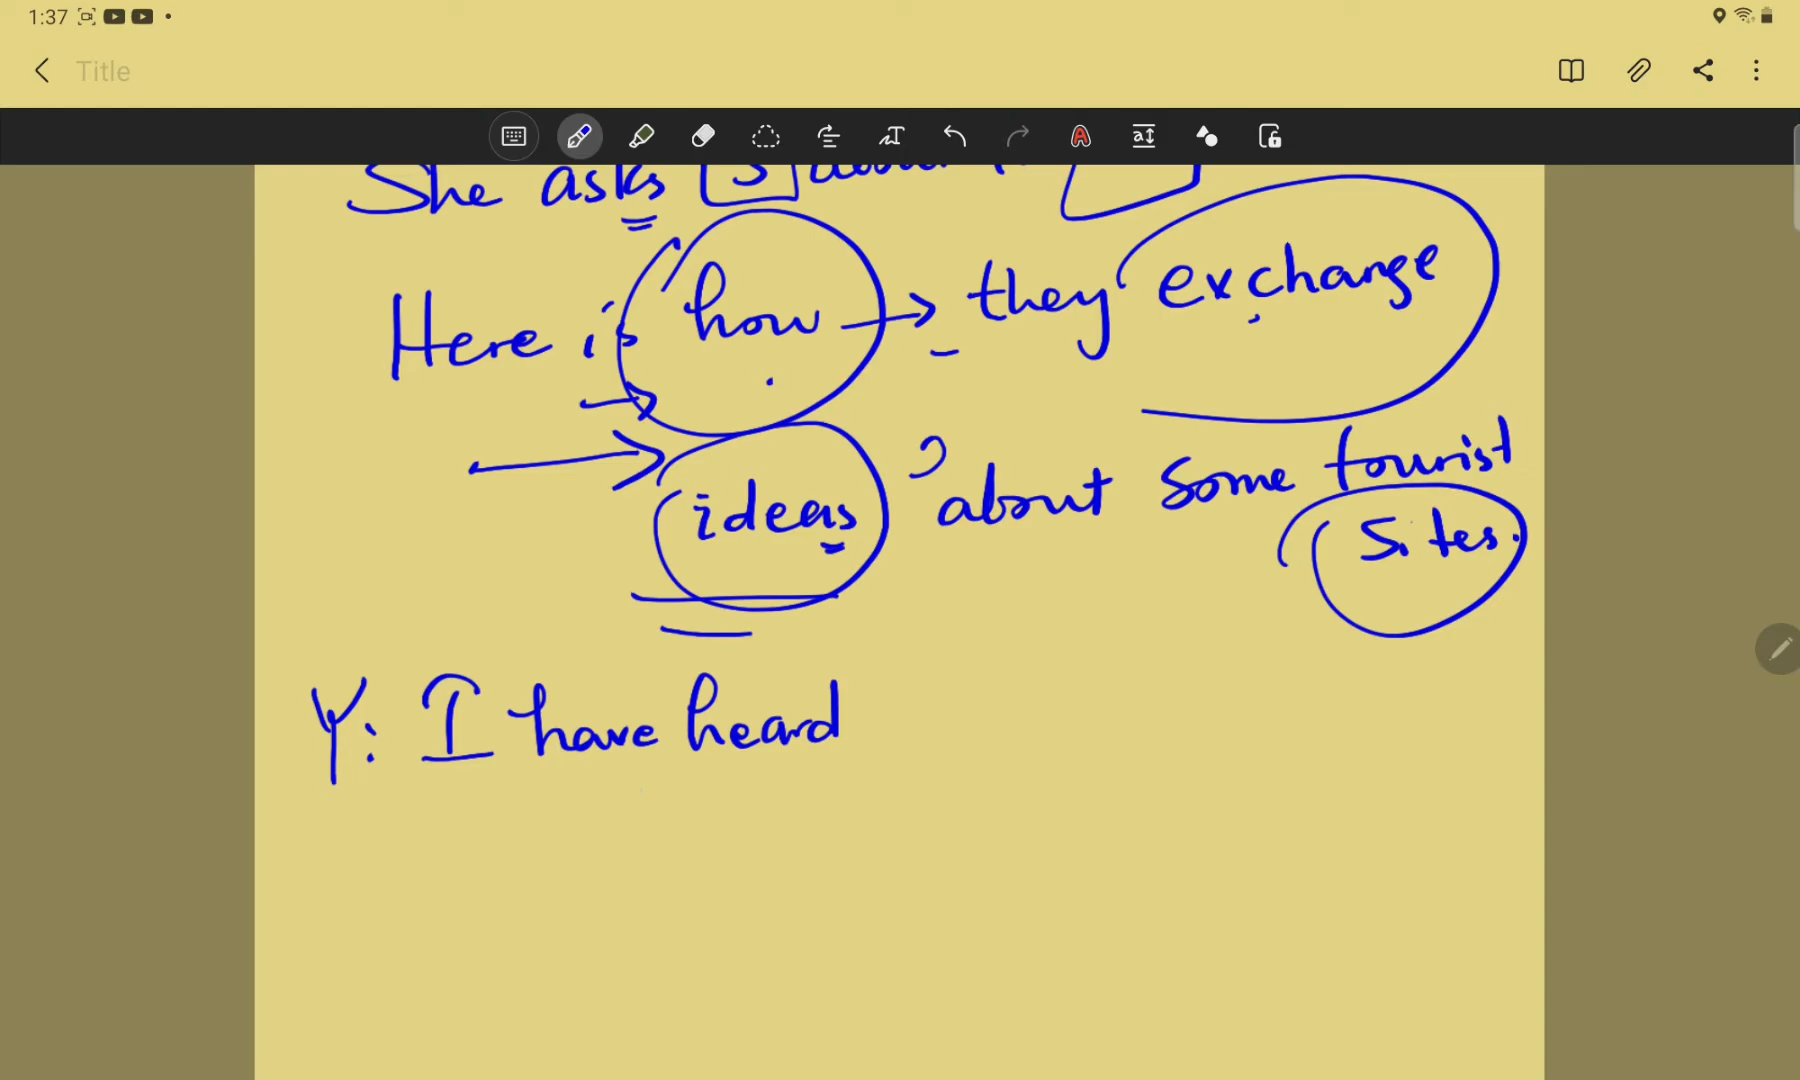 1:37
Title
She asks
Here is how → they exchange
ideas about some tourist
sites.
Y: I have heard